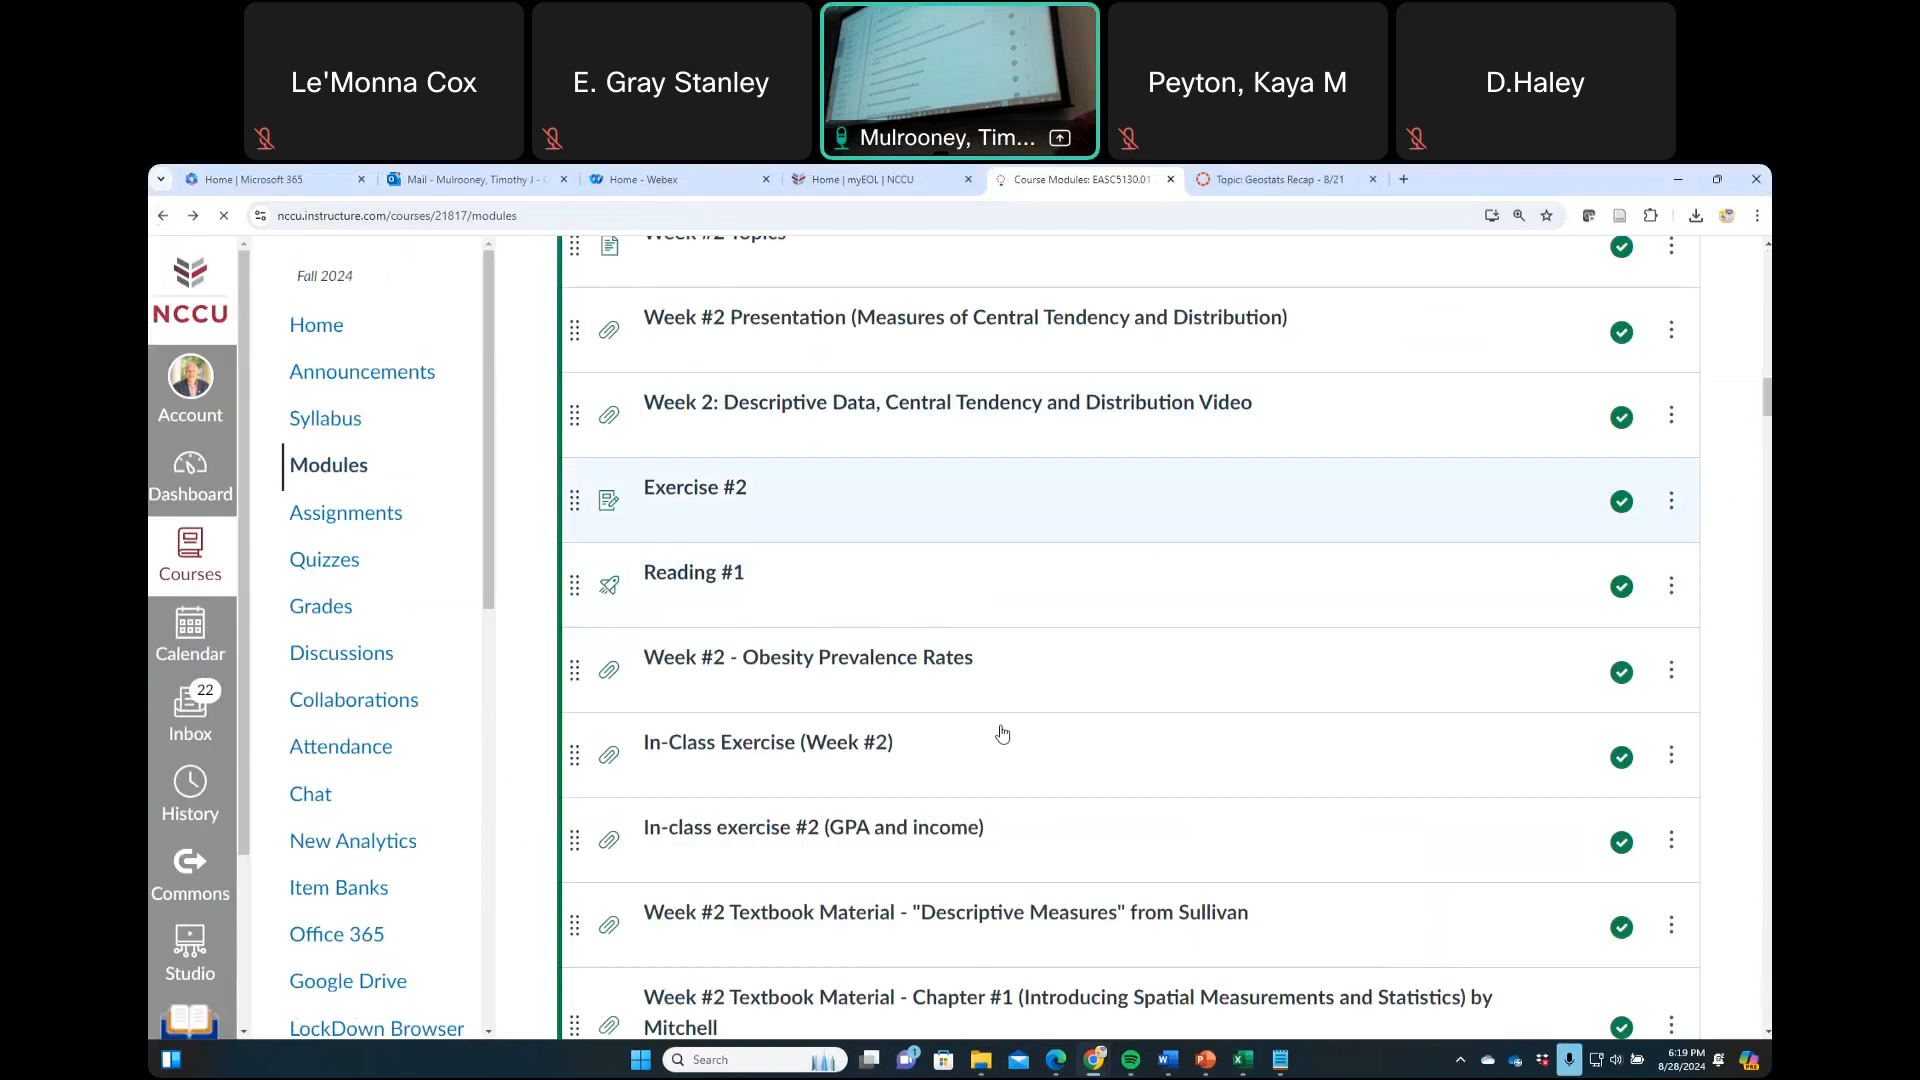 Le'Monna Cox
E. Gray Stanley
Mulrooney, Tim...
Peyton, Kaya M
D.Haley
Home | Microsoft 365
Mail - Mulrooney, Timothy J -
Home - Webex
Home | myEOL | NCCU
Course Modules: EASC5130.01
Topic: Geostats Recap - 8/21
nccu.instructure.com/courses/21817/modules
NCCU
Account
Dashboard
Courses
Calendar
22
Inbox
History
Commons
Studio
Fall 2024
Home
Announcements
Syllabus
Modules
Assignments
Quizzes
Grades
Discussions
Collaborations
Attendance
Chat
New Analytics
Item Banks
Office 365
Google Drive
LockDown Browser
Week #2 Topics
Week #2 Presentation (Measures of Central Tendency and Distribution)
Week 2: Descriptive Data, Central Tendency and Distribution Video
Exercise #2
Reading #1
Week #2 - Obesity Prevalence Rates
In-Class Exercise (Week #2)
In-class exercise #2 (GPA and income)
Week #2 Textbook Material - "Descriptive Measures" from Sullivan
Week #2 Textbook Material - Chapter #1 (Introducing Spatial Measurements and Statistics) by
Mitchell
Search
6:19 PM
8/28/2024